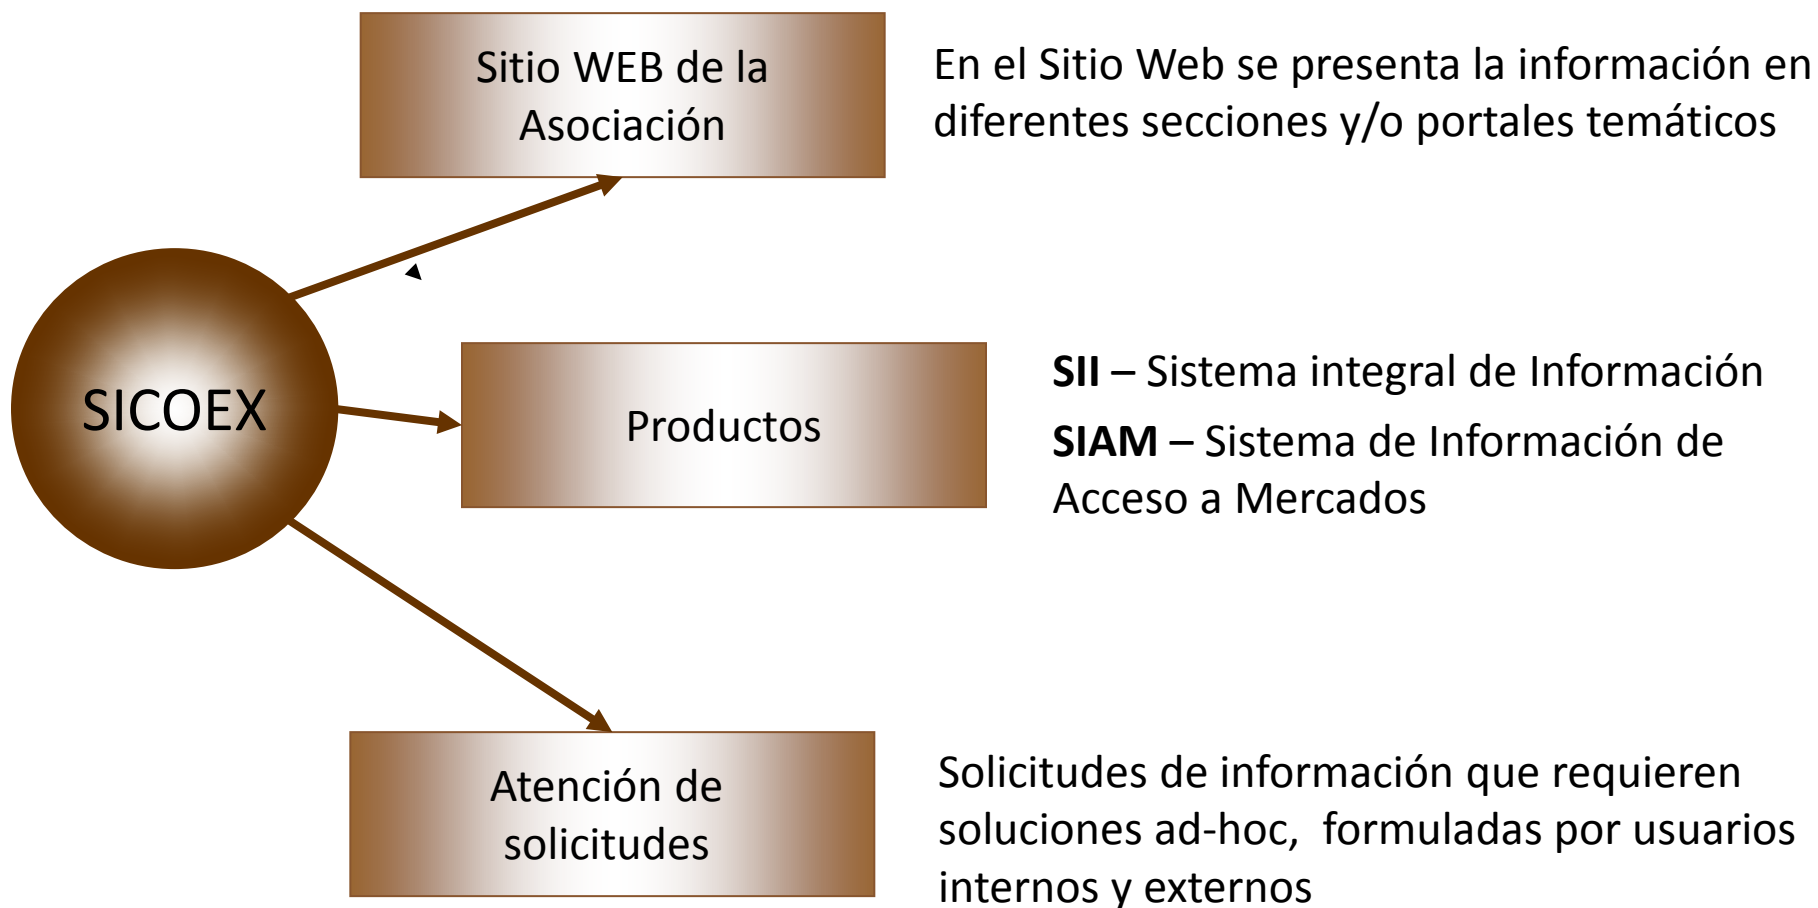 Sitio WEB de la
Asociación
En el Sitio Web se presenta la información en
diferentes secciones y/o portales temáticos
SICOEX
Productos
SII – Sistema integral de Información
SIAM – Sistema de Información de
Acceso a Mercados
Atención de
solicitudes
Solicitudes de información que requieren
soluciones ad-hoc,  formuladas por usuarios
internos y externos